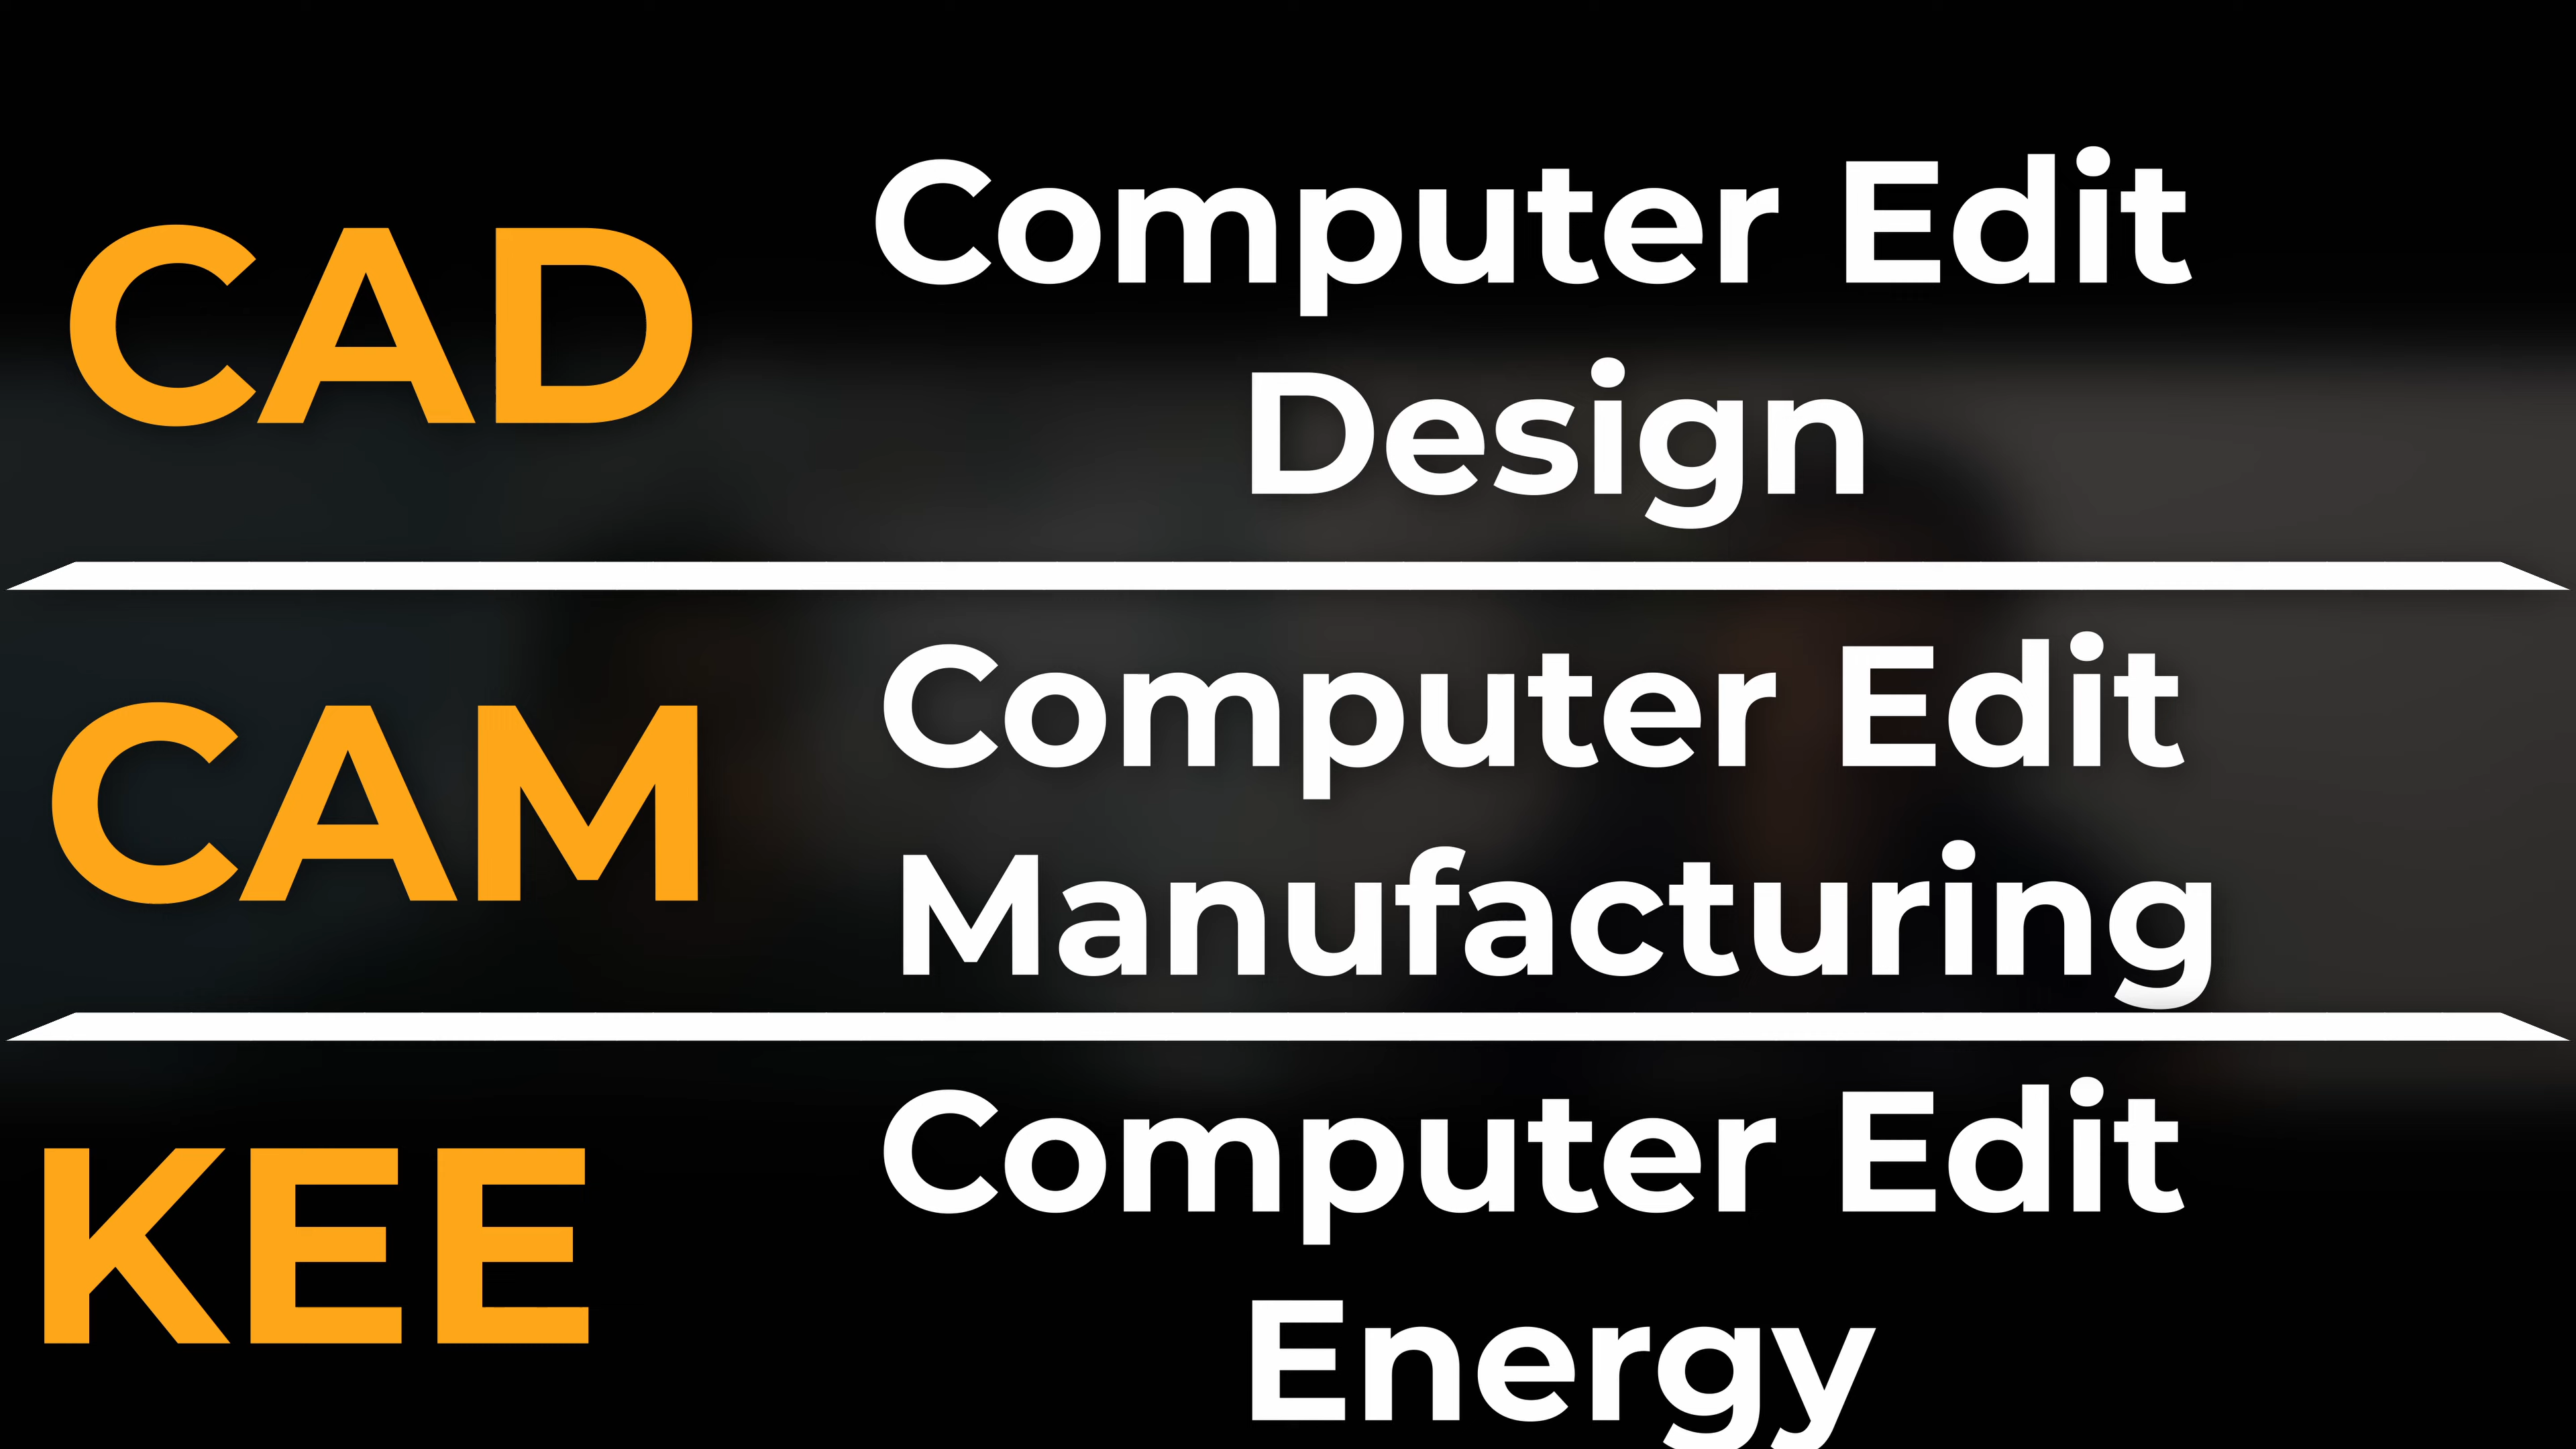 CAD
Computer Edit
Design
CAM
Computer Edit
Manufacturing
KEE
Computer Edit
Energy